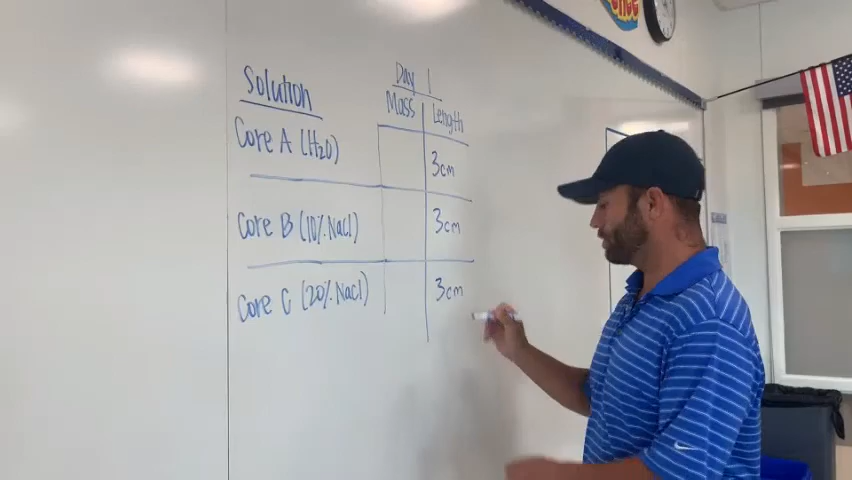 Solution Day 1
Mass Length
Core A (H₂O) 3cm
Core B (10% NaCl) 3cm
Core C (20% NaCl) 3cm